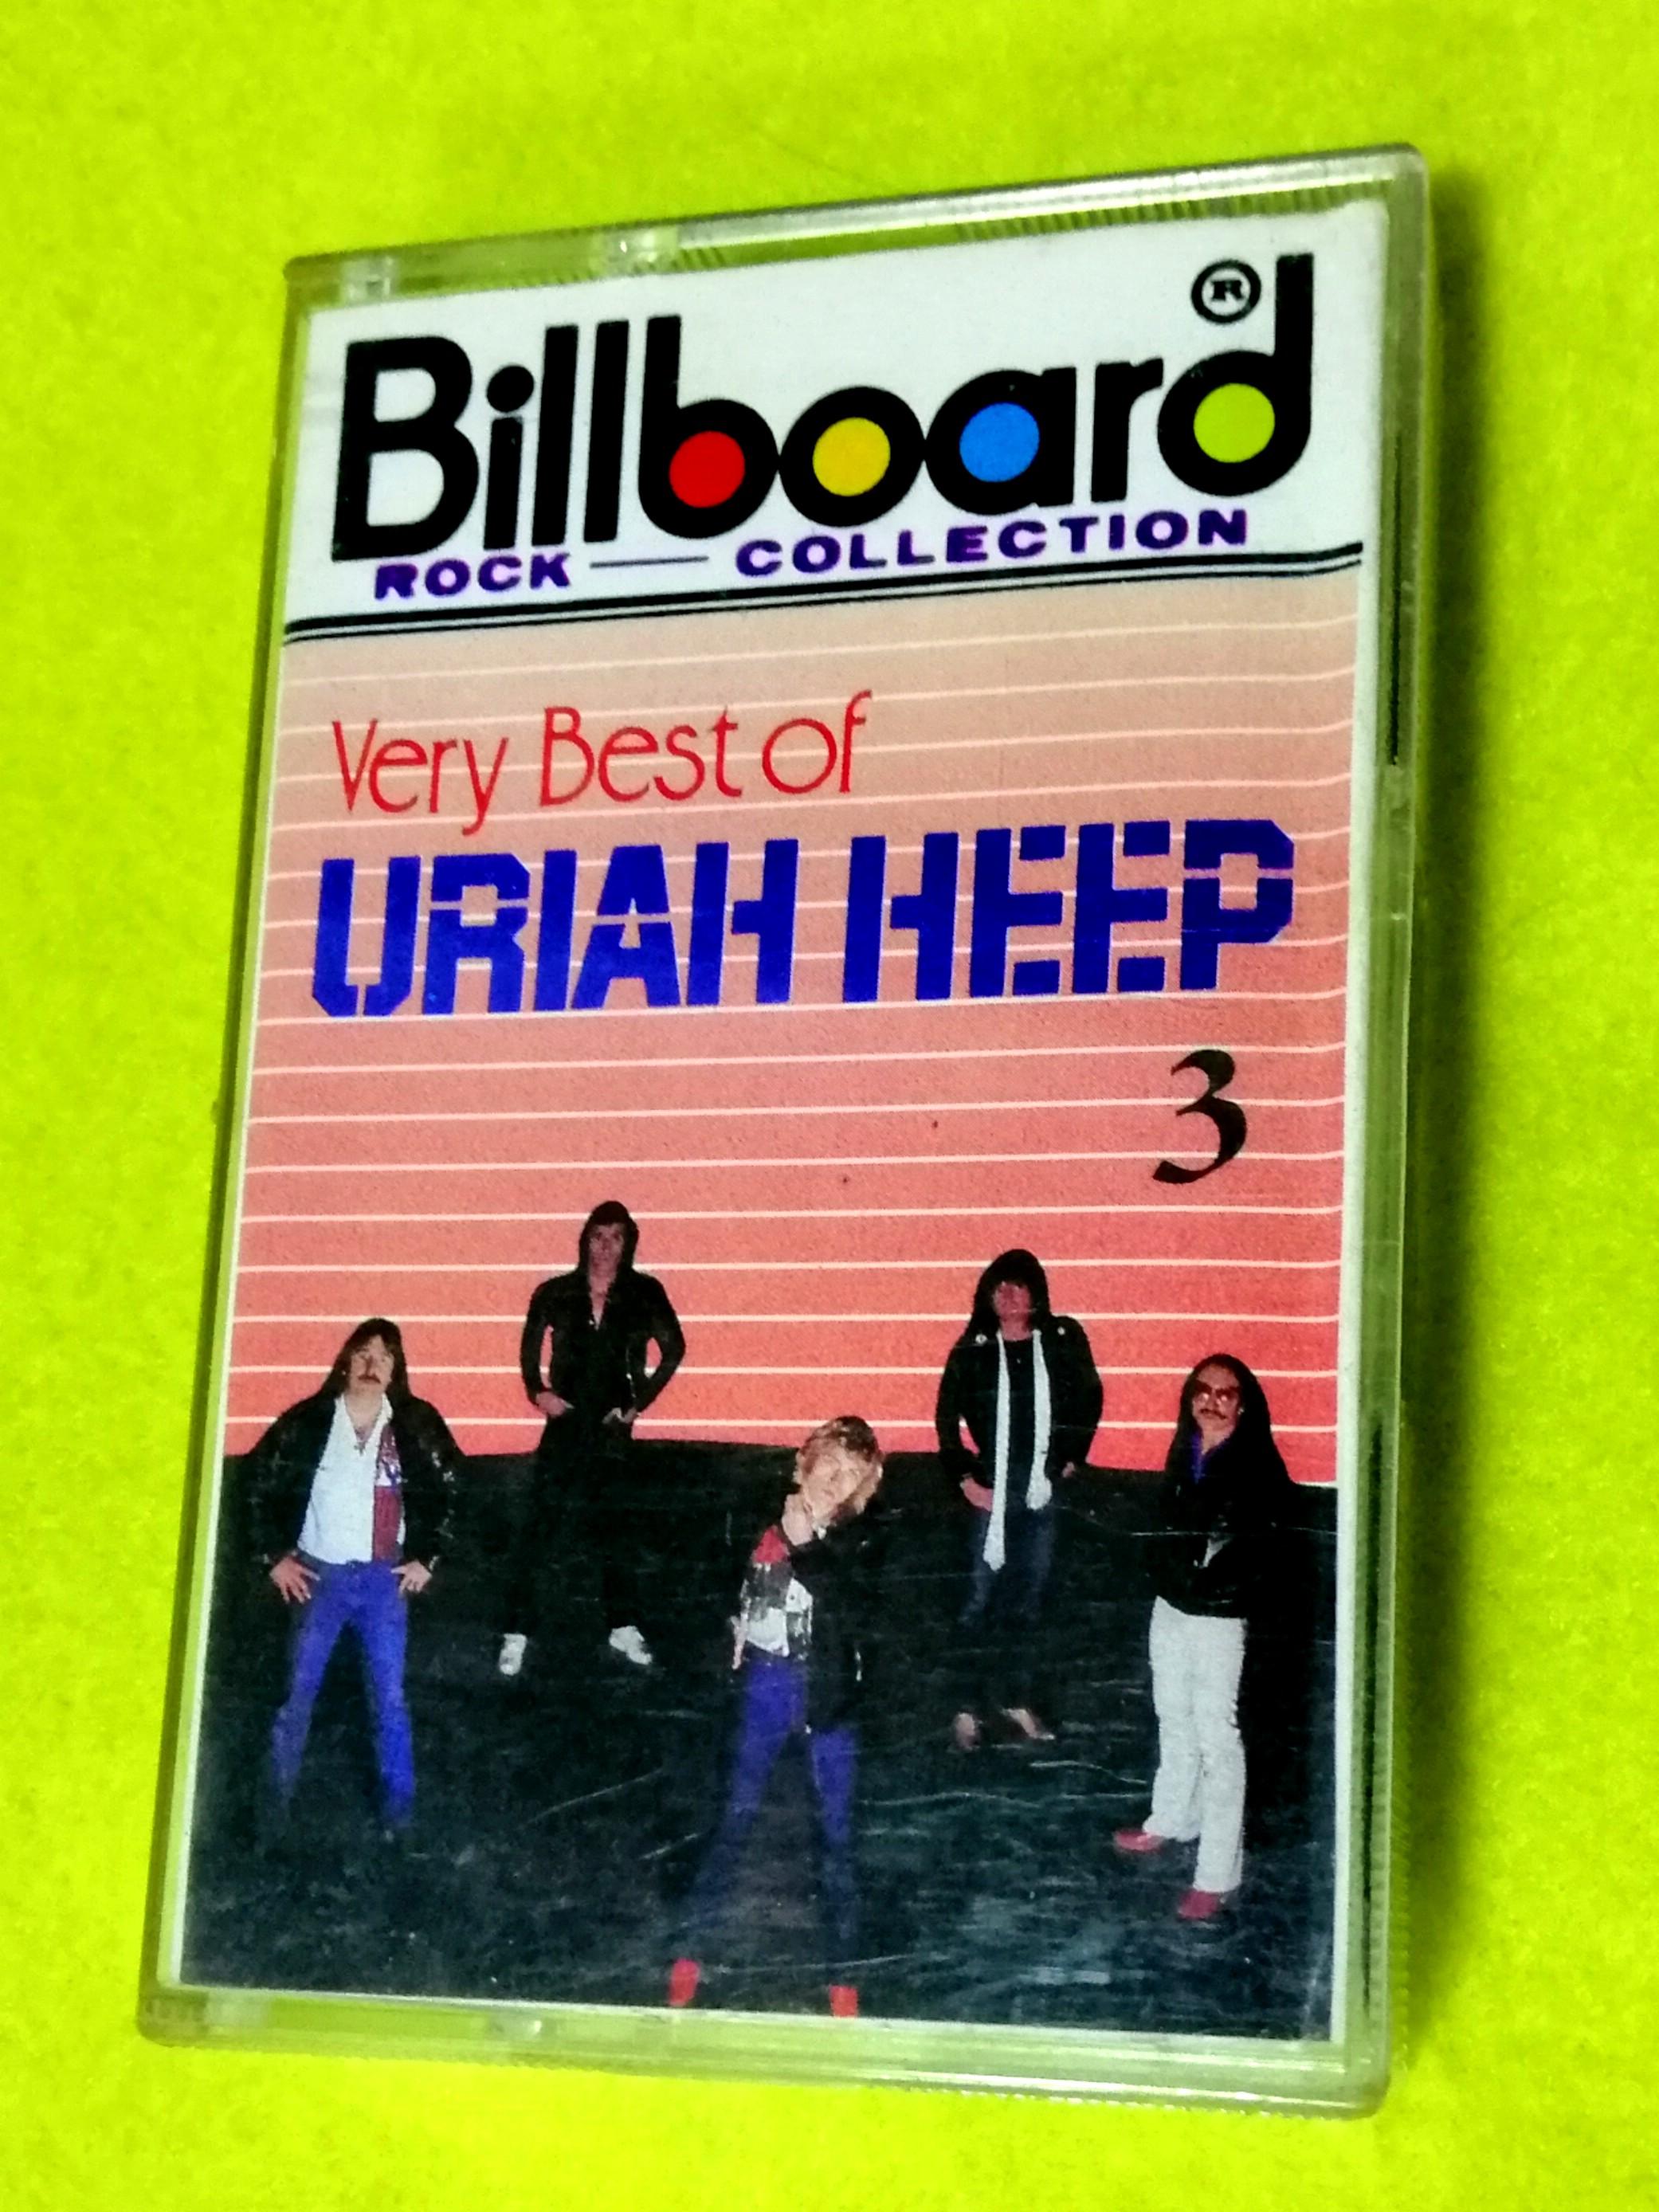 Billboard®
ROCK — COLLECTION
Very Best of
URIAH HEEP
3